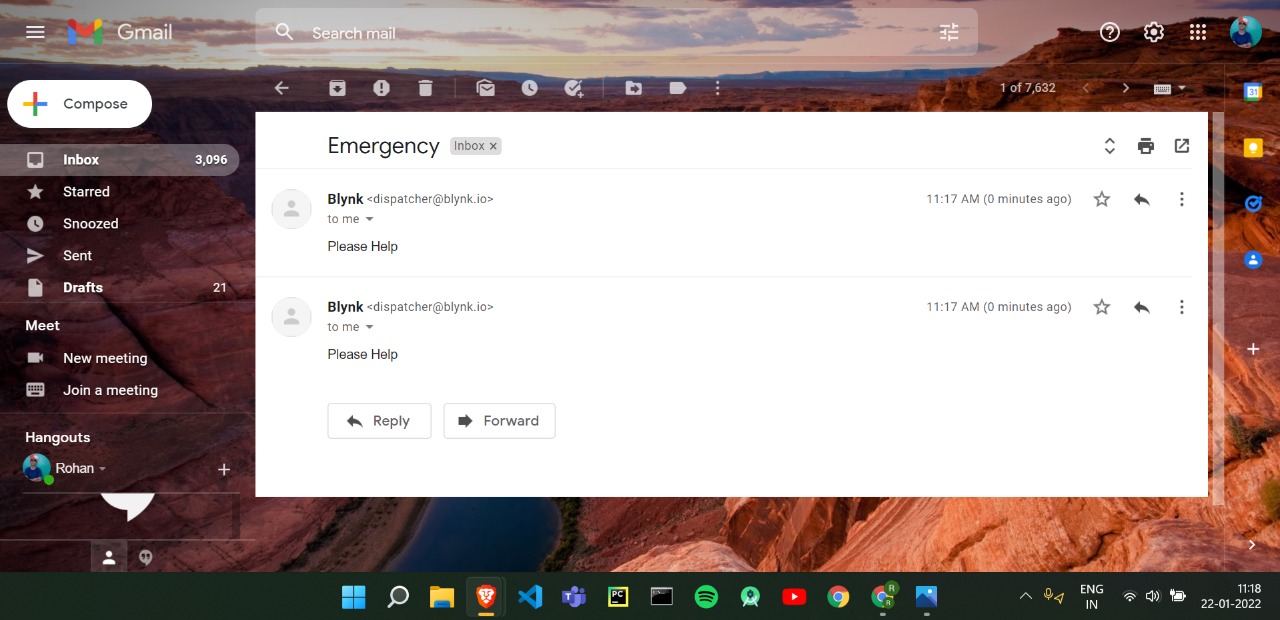 Gmail
Search mail
Compose
1 of 7,632
31
Inbox 3,096
Starred
Snoozed
Sent
Drafts 21
Meet
New meeting
Join a meeting
Hangouts
Rohan
Emergency Inbox ×
Blynk <dispatcher@blynk.io> 11:17 AM (0 minutes ago)
to me
Please Help
Blynk <dispatcher@blynk.io> 11:17 AM (0 minutes ago)
to me
Please Help
Reply Forward
T
PC
R
R
ENG
IN
11:18
22-01-2022